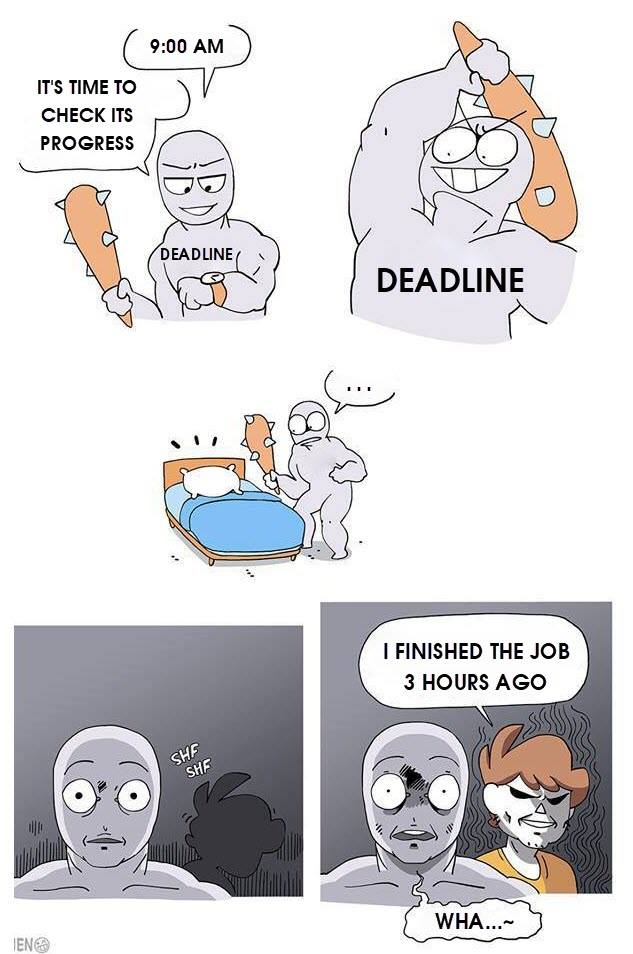 9:00 AM
IT'S TIME TO
CHECK ITS
PROGRESS
DEADLINE
DEADLINE
...
SHF
SHF
I FINISHED THE JOB
3 HOURS AGO
WHA...~